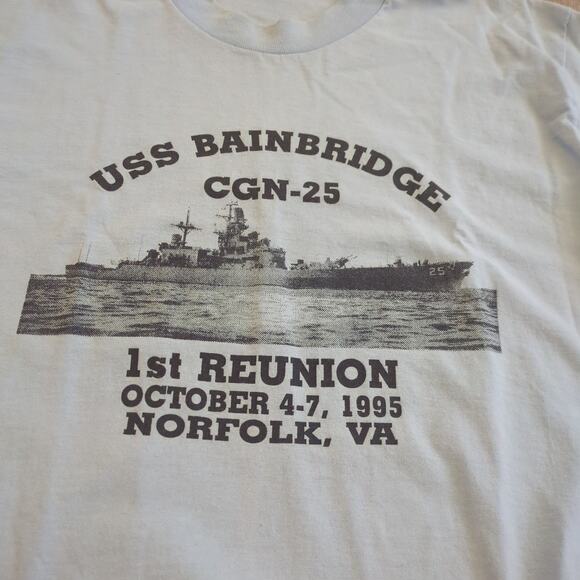 USS BAINBRIDGE
CGN-25
25
1st REUNION
OCTOBER 4-7, 1995
NORFOLK, VA